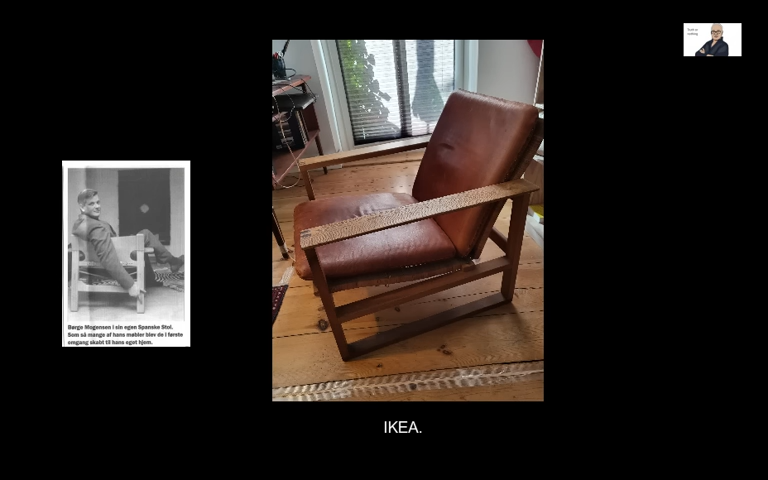 Børge Mogensen i sin egen Spanske Stol.
Som så mange af hans møbler blev de i første
omgang skabt til hans eget hjem.
IKEA.